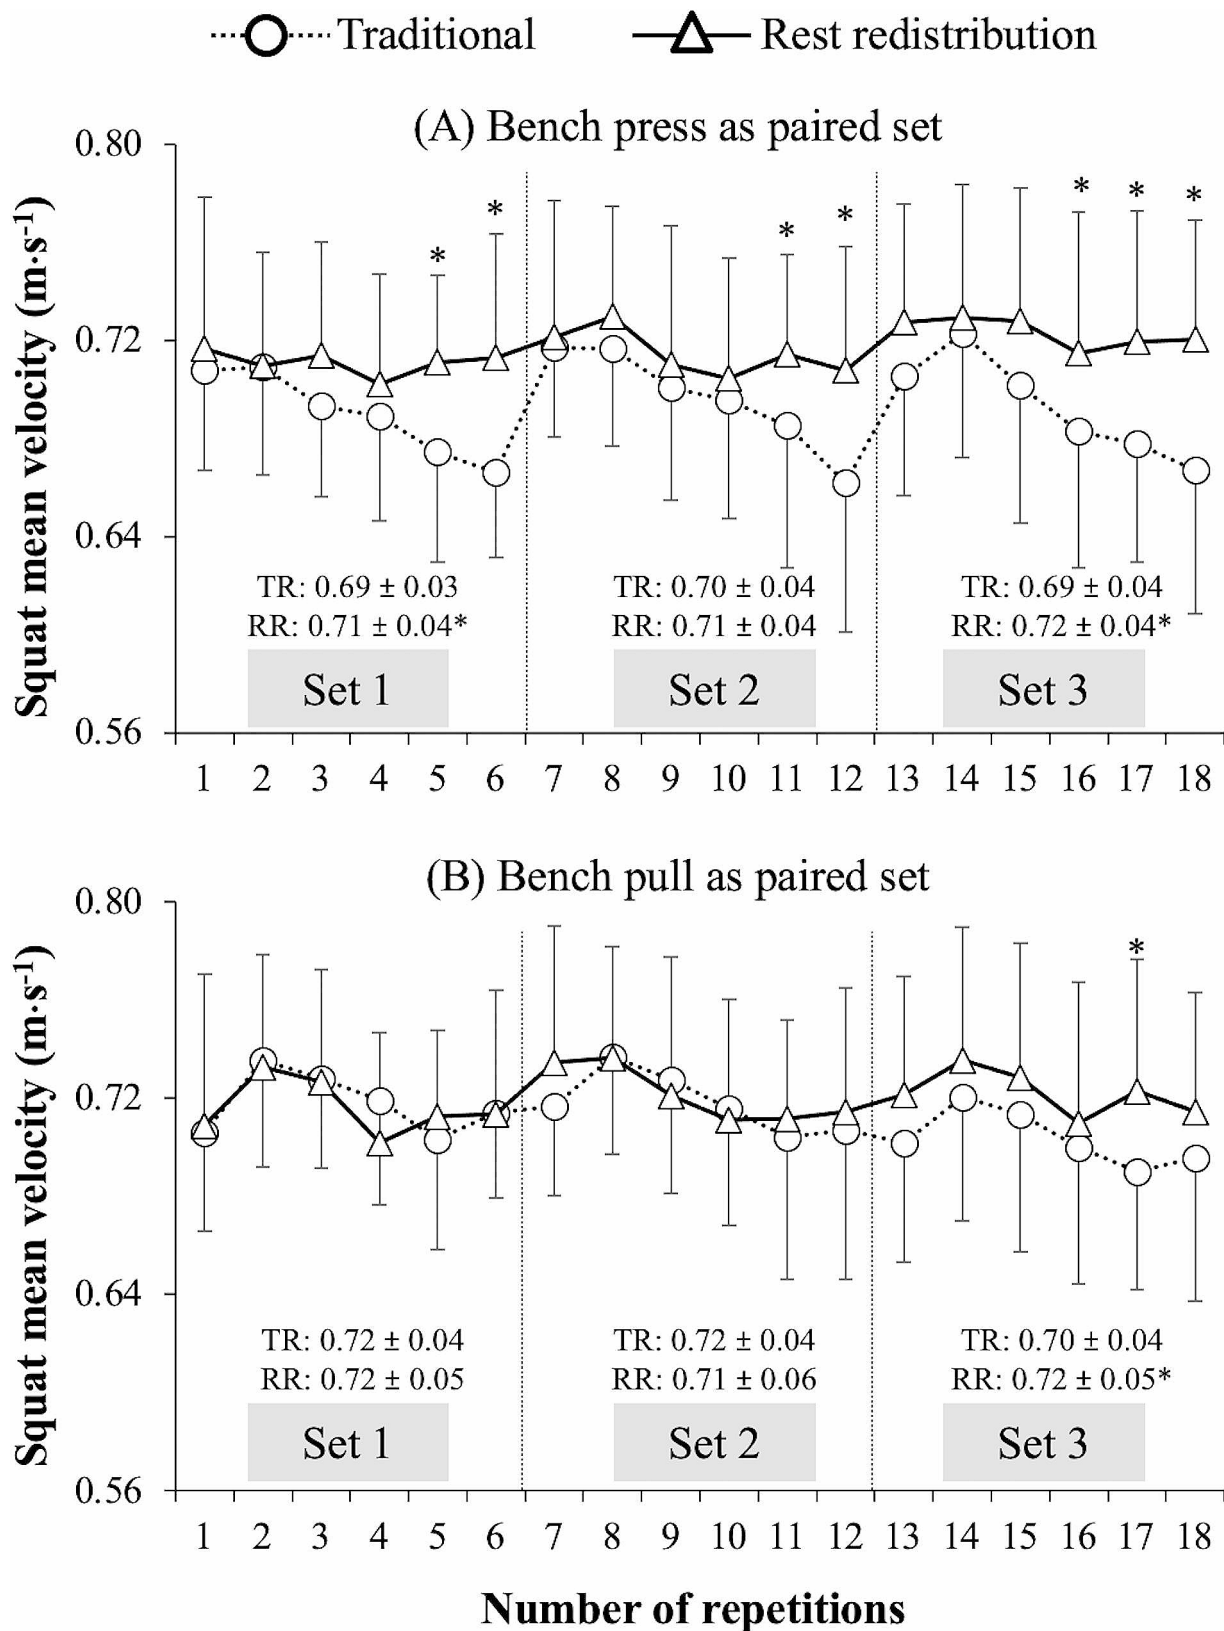 Traditional Rest redistribution
(A) Bench press as paired set
Squat mean velocity (m·s-1)
0.80
* * * * * * *
0.72
0.64
TR: 0.69 ± 0.03 TR: 0.70 ± 0.04 TR: 0.69 ± 0.04
RR: 0.71 ± 0.04* RR: 0.71 ± 0.04 RR: 0.72 ± 0.04*
Set 1 Set 2 Set 3
0.56
1 2 3 4 5 6 7 8 9 10 11 12 13 14 15 16 17 18
(B) Bench pull as paired set
Squat mean velocity (m·s-1)
0.80
*
0.72
0.64
TR: 0.72 ± 0.04 TR: 0.72 ± 0.04 TR: 0.70 ± 0.04
RR: 0.72 ± 0.05 RR: 0.71 ± 0.06 RR: 0.72 ± 0.05*
Set 1 Set 2 Set 3
0.56
1 2 3 4 5 6 7 8 9 10 11 12 13 14 15 16 17 18
Number of repetitions